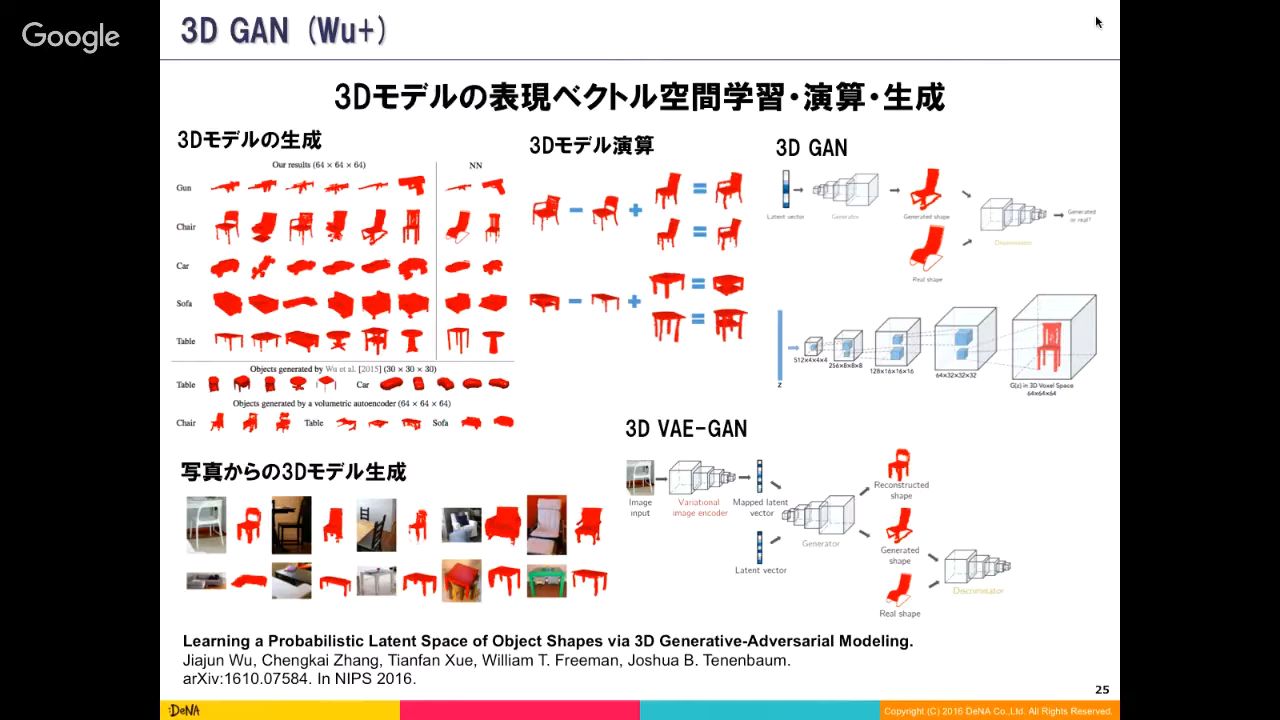 Google
3D GAN (Wu+)
3Dモデルの表現ベクトル空間学習・演算・生成
3Dモデルの生成
Our results (64 × 64 × 64)
NN
Gun
Chair
Car
Sofa
Table
Objects generated by Wu et al. [2015] (30 × 30 × 30)
Table
Car
Objects generated by a volumetric autoencoder (64 × 64 × 64)
Chair
Table
Sofa
3Dモデル演算
3D GAN
Latent vector
Generator
Generated shape
Real shape
Discriminator
Generated
or real?
z
512×4×4×4
256×8×8×8
128×16×16×16
64×32×32×32
G(z) in 3D Voxel Space
64×64×64
写真からの3Dモデル生成
3D VAE-GAN
Image
input
Variational
image encoder
Mapped latent
vector
Latent vector
Generator
Reconstructed
shape
Generated
shape
Real shape
Discriminator
Learning a Probabilistic Latent Space of Object Shapes via 3D Generative-Adversarial Modeling.
Jiajun Wu, Chengkai Zhang, Tianfan Xue, William T. Freeman, Joshua B. Tenenbaum.
arXiv:1610.07584. In NIPS 2016.
25
:DeNA
Copyright (C) 2016 DeNA Co.,Ltd. All Rights Reserved.